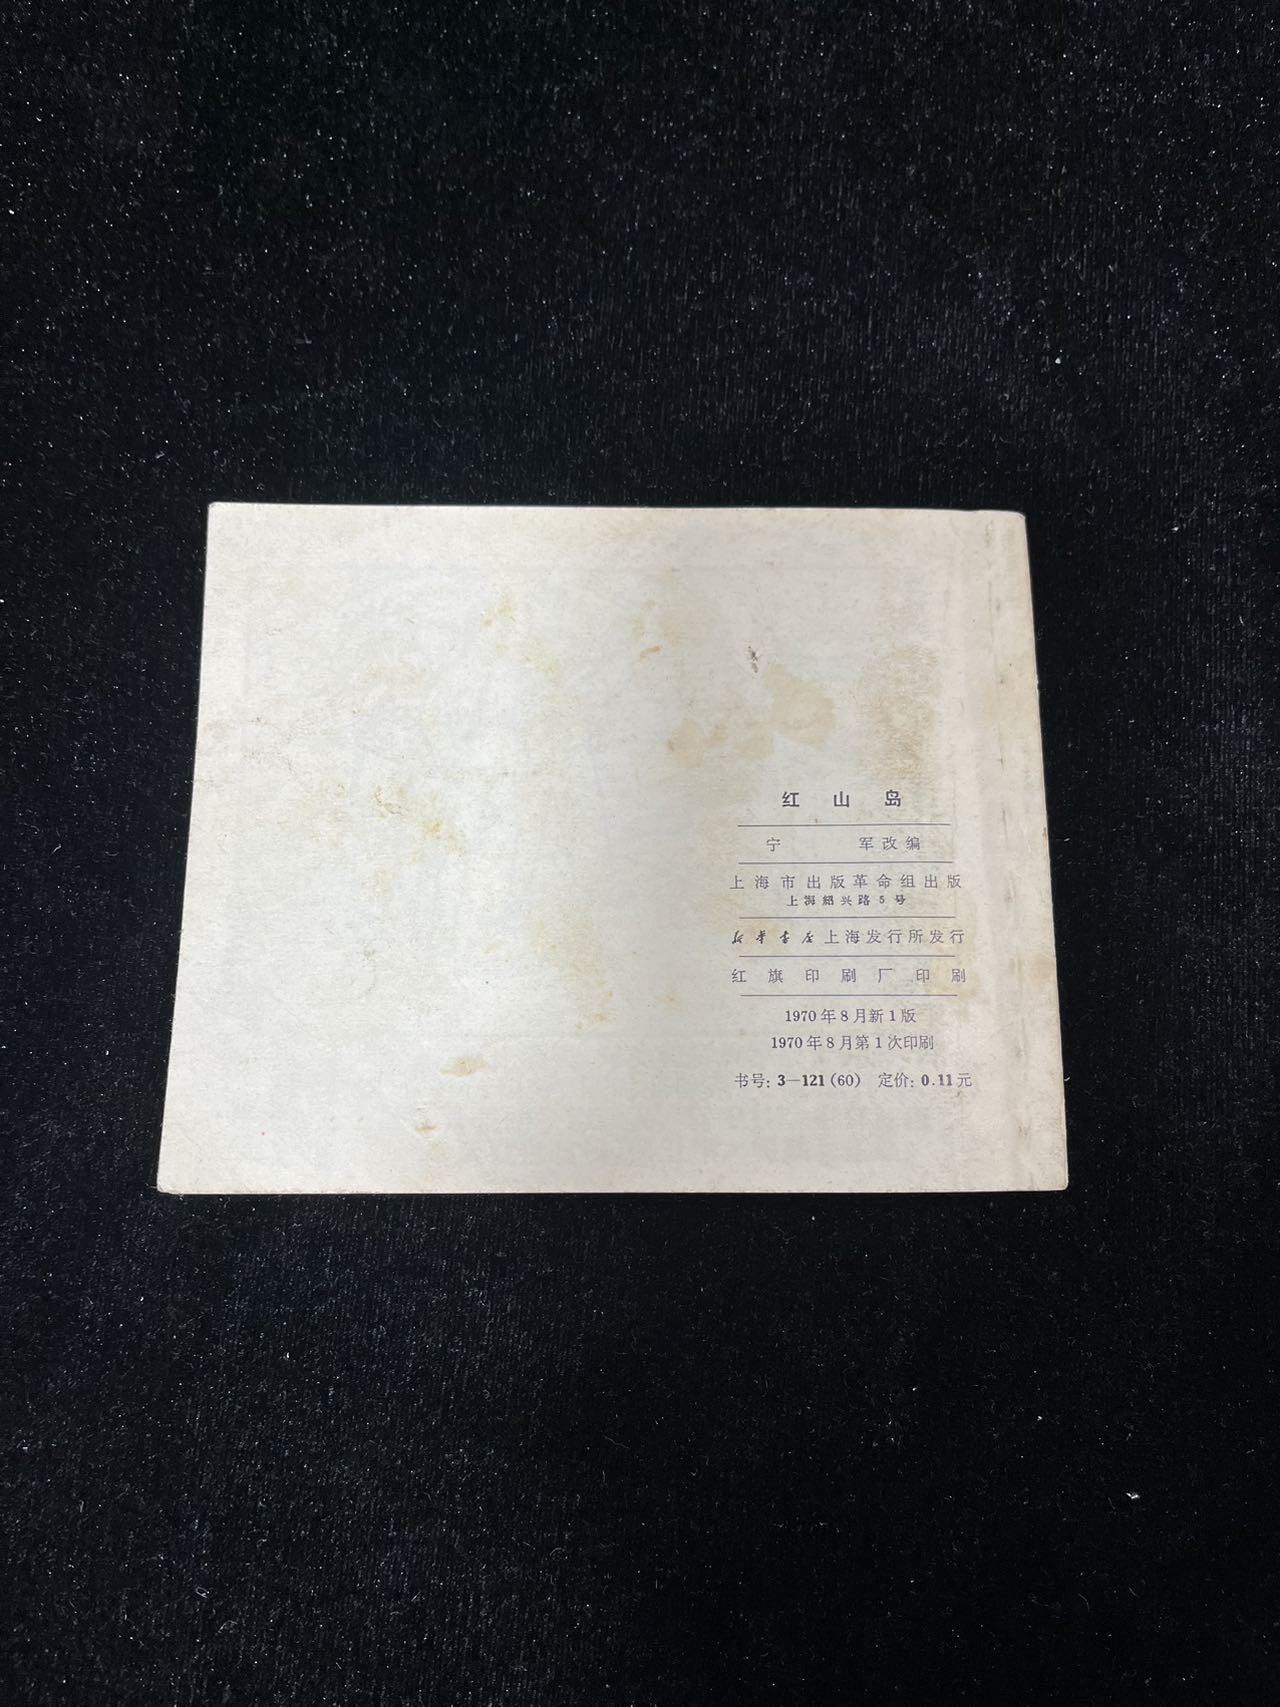 红山岛
宁 军改编
上海市出版革命组出版
上海紹兴路5号
新华书店上海发行所发行
红旗印刷厂印刷
1970年8月新1版
1970年8月第1次印刷
书号: 3—121(60) 定价: 0.11元